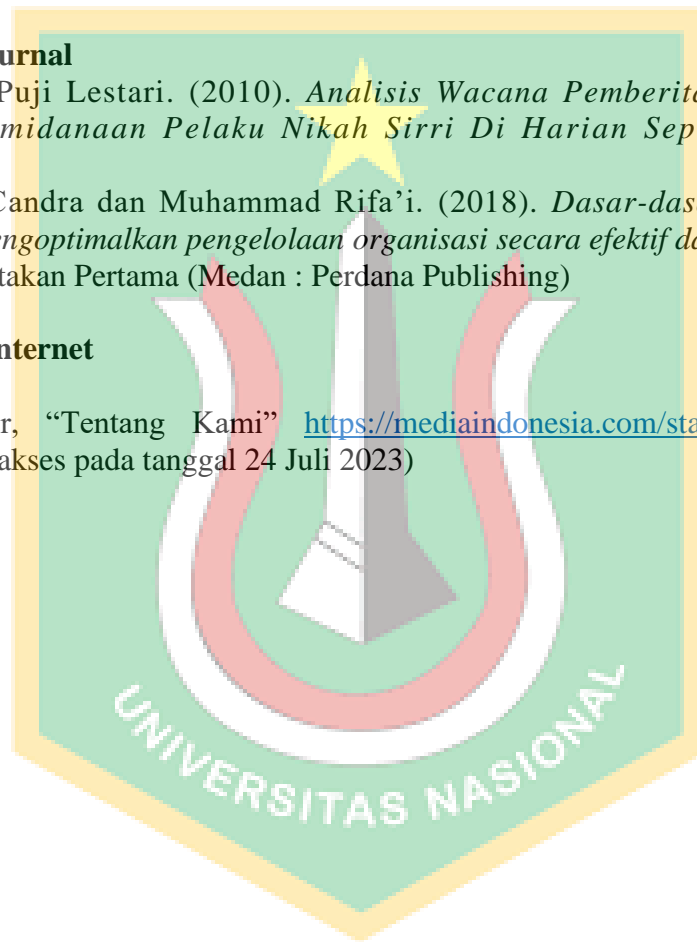 urnal
Puji Lestari. (2010). Analisis Wacana Pemberita
midanaan Pelaku Nikah Sirri Di Harian Sep
Candra dan Muhammad Rifa'i. (2018). Dasar-das
engoptimalkan pengelolaan organisasi secara efektif da
takan Pertama (Medan : Perdana Publishing)
nternet
r, “Tentang Kami” https://mediaindonesia.com/sta
akses pada tanggal 24 Juli 2023)
UNIVERSITAS NASIONAL